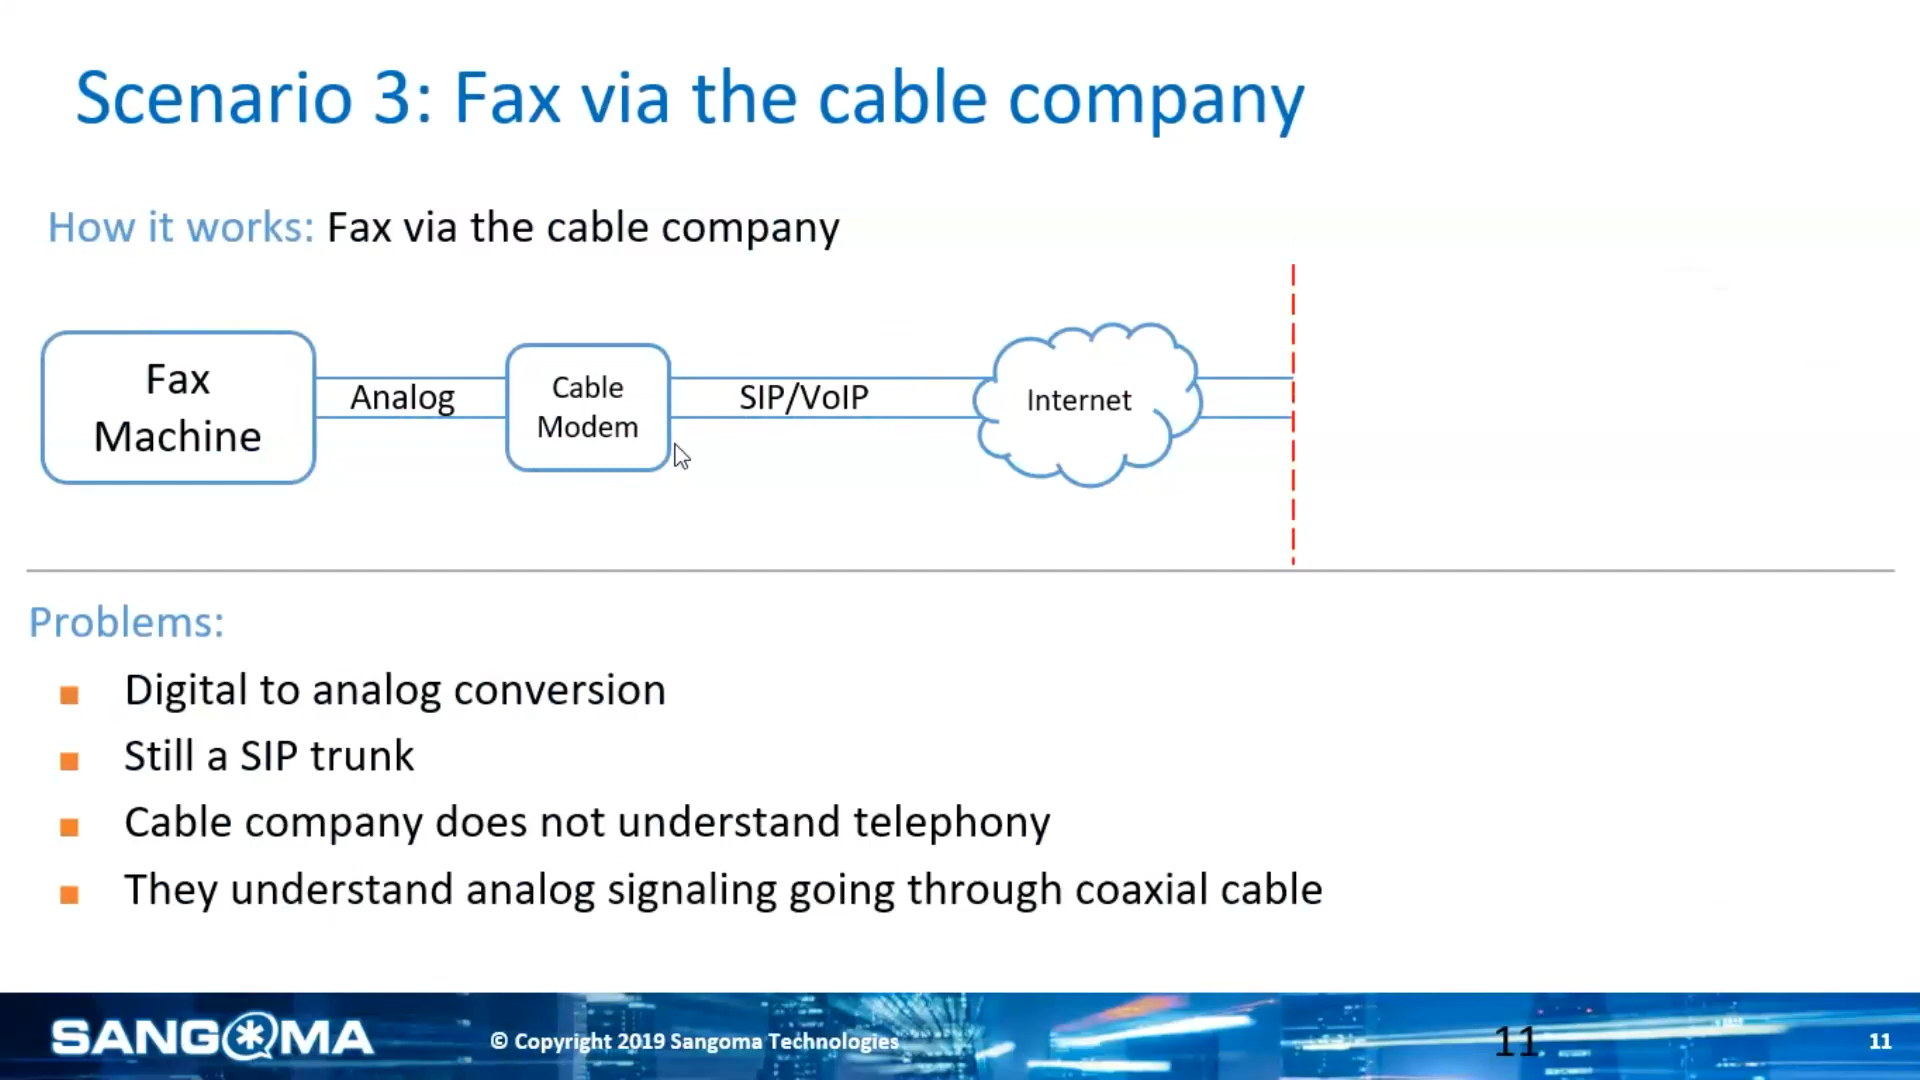 Scenario 3: Fax via the cable company
How it works: Fax via the cable company
Fax
Machine
Analog
Cable
Modem
SIP/VoIP
Internet
Problems:
Digital to analog conversion
Still a SIP trunk
Cable company does not understand telephony
They understand analog signaling going through coaxial cable
SANGOMA
© Copyright 2019 Sangoma Technologies
11
11